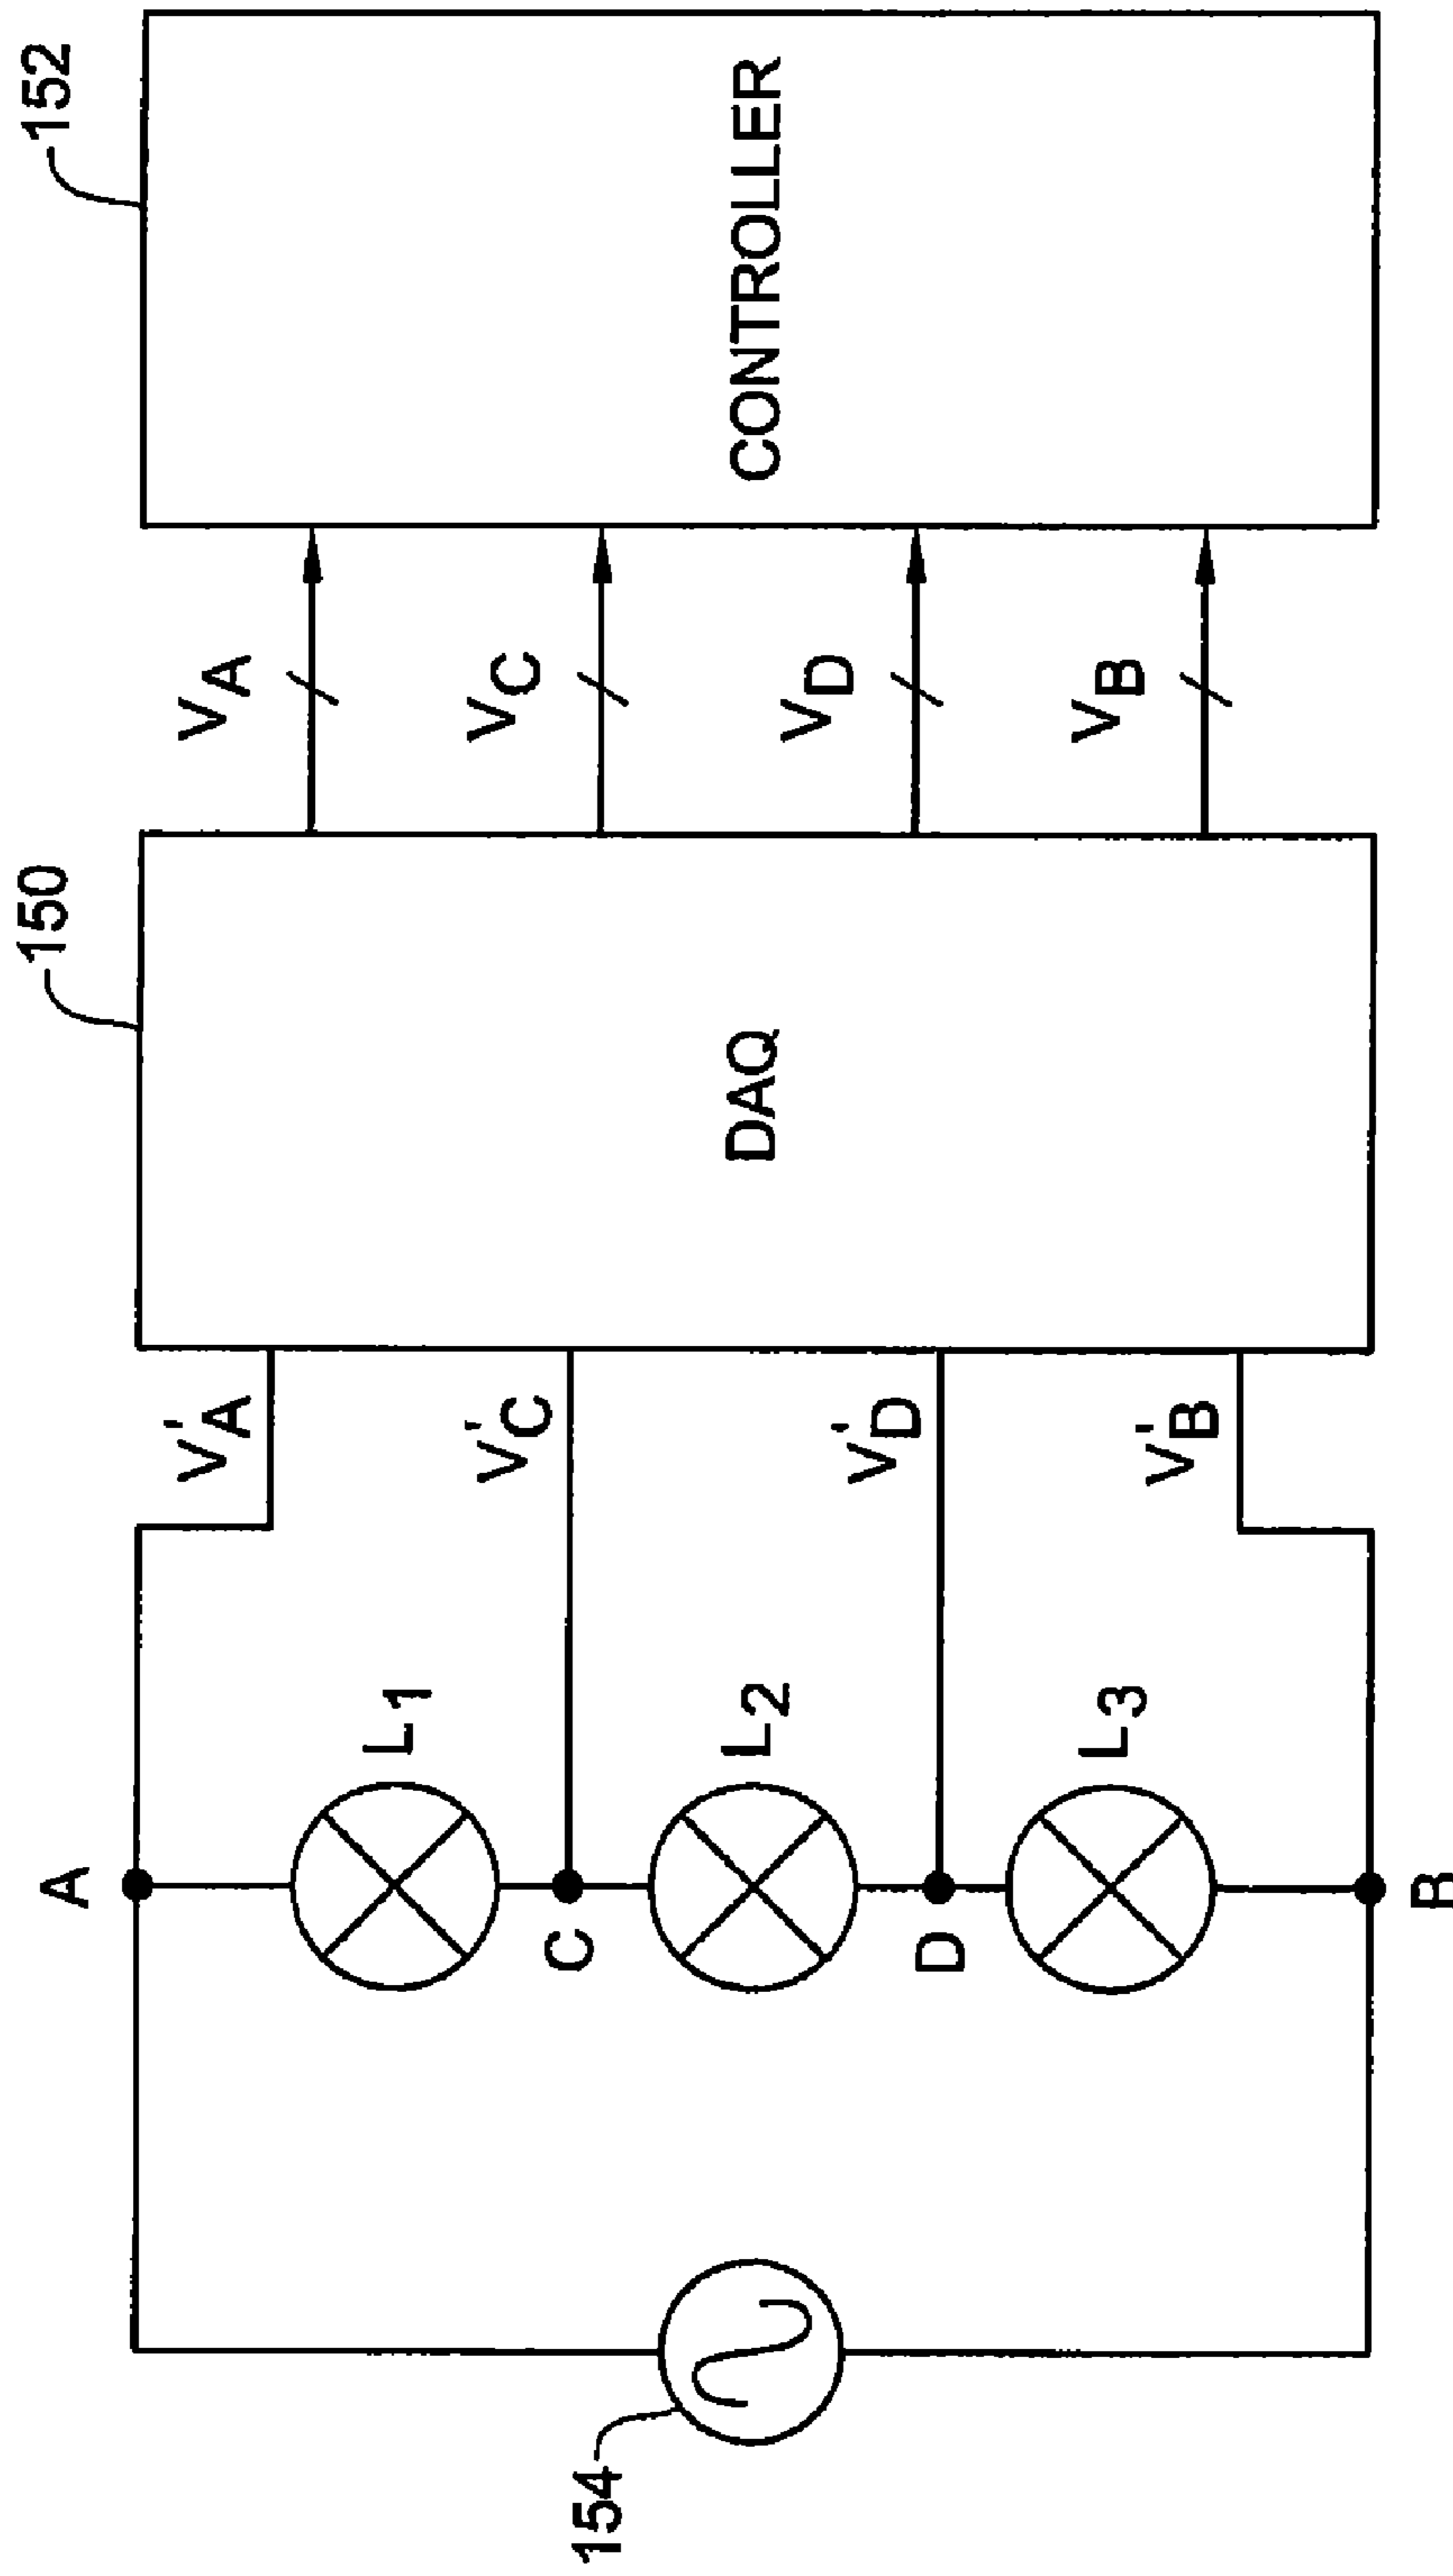 152
150
154
CONTROLLER
DAQ
A
B
C
D
L1
L2
L3
V'A
V'C
V'D
V'B
VA
VC
VD
VB